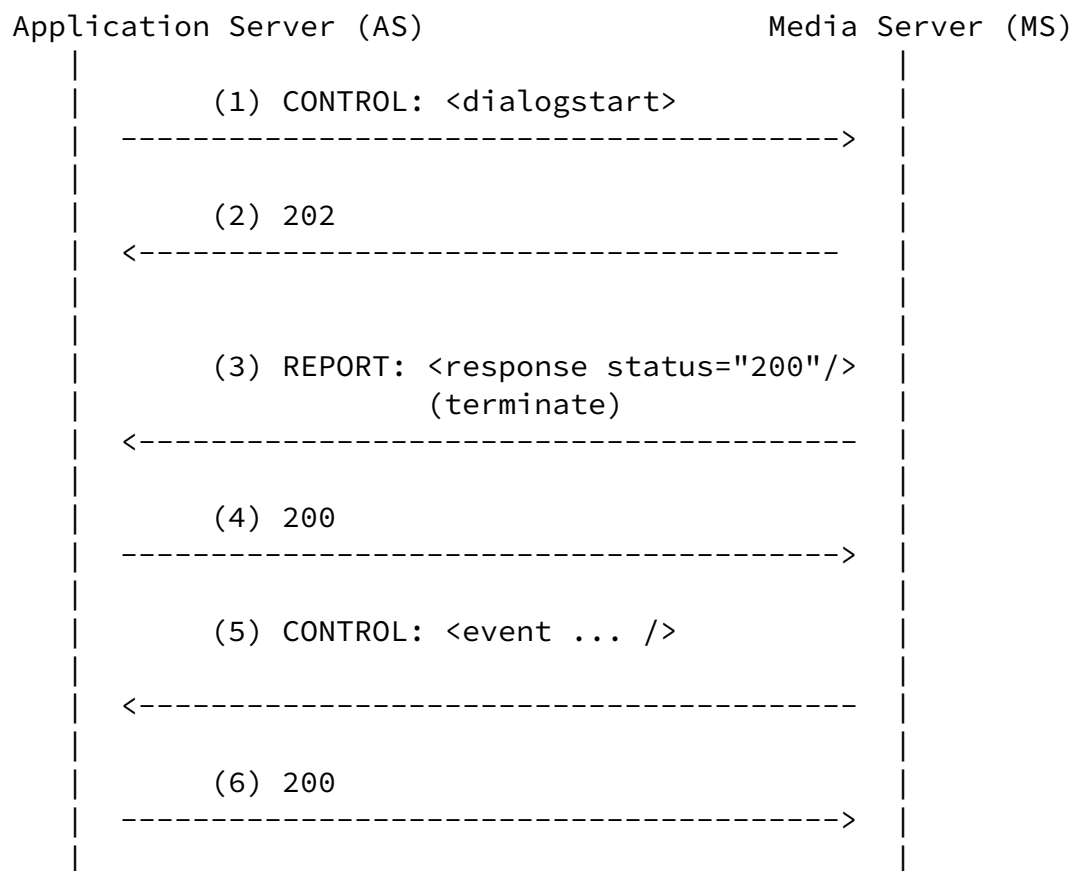 Application Server (AS) Media Server (MS)
(1) CONTROL: <dialogstart>
(2) 202
(3) REPORT: <response status="200"/>
(terminate)
(4) 200
(5) CONTROL: <event ... />
(6) 200